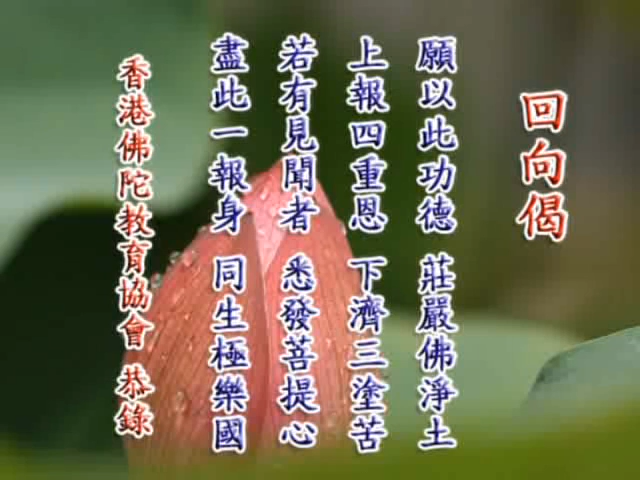 回向偈
願以此功德 莊嚴佛淨土
上報四重恩 下濟三塗苦
若有見聞者 悉發菩提心
盡此一報身 同生極樂國
香港佛陀教育協會 恭錄